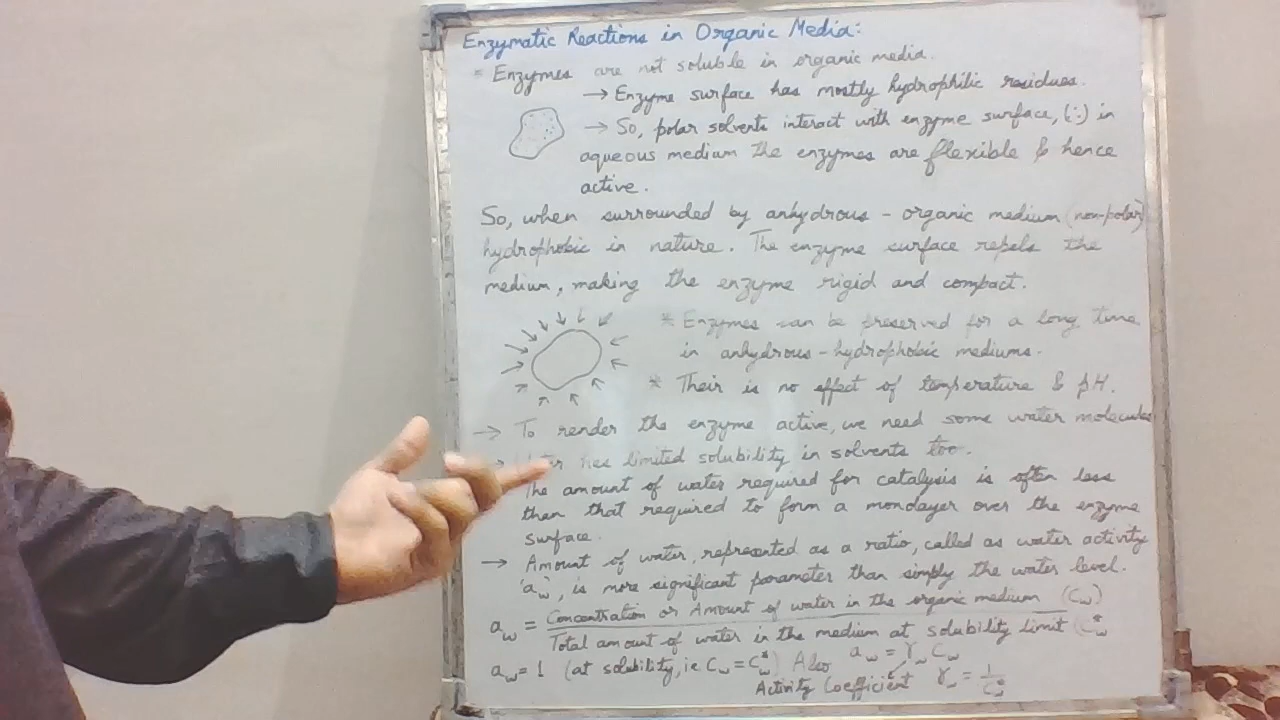 Enzymatic Reactions in Organic Media:
* Enzymes are not soluble in organic media.
→ Enzyme surface has mostly hydrophilic residues.
→ So, polar solvents interact with enzyme surface, (∴) in
aqueous medium the enzymes are flexible & hence
active.
So, when surrounded by anhydrous - organic medium (non-polar)
hydrophobic in nature. The enzyme surface repels the
medium, making the enzyme rigid and compact.
* Enzymes can be preserved for a long time
in anhydrous - hydrophobic mediums.
* Their is no effect of temperature & pH.
→ To render the enzyme active, we need some water molecules
has limited solubility in solvents too.
The amount of water required for catalysis is often less
than that required to form a monolayer over the enzyme
surface.
→ Amount of water, represented as a ratio, called as water activity
'aw', is more significant parameter than simply the water level.
aw = Concentration or Amount of water in the organic medium (Cw)
Total amount of water in the medium at solubility limit (C*w
aw = 1 (at solubility, ie Cw = C*w) Also aw = γw Cw
Activity Coefficient γw = 1/C*w